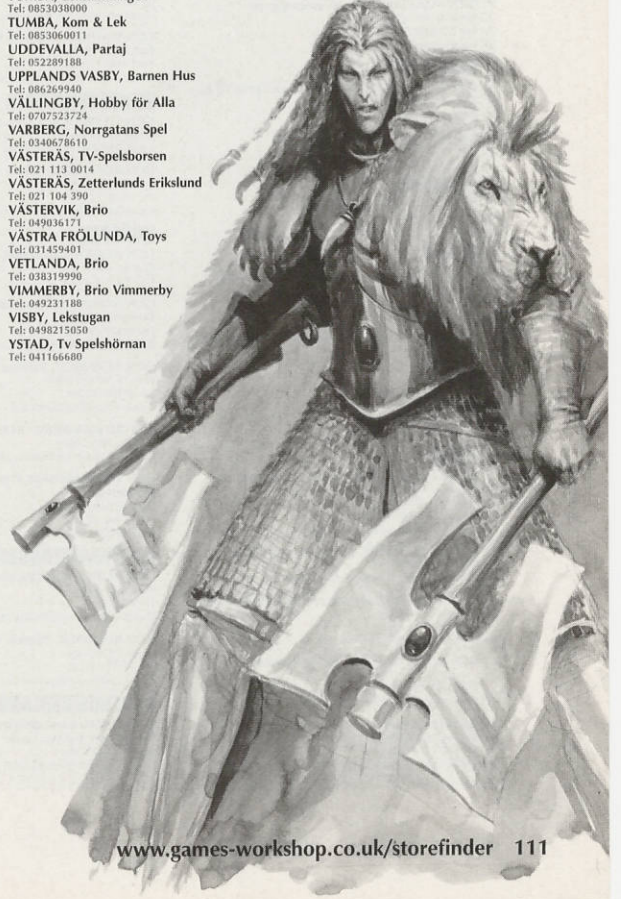 Tel: 0853038000
TUMBA, Kom & Lek
Tel: 0853060011
UDDEVALLA, Partaj
Tel: 052289188
UPPLANDS VASBY, Barnen Hus
Tel: 086269940
VÄLLINGBY, Hobby för Alla
Tel: 0707523724
VARBERG, Norrgatans Spel
Tel: 0340678610
VÄSTERÄS, TV-Spelsborsen
Tel: 021 113 0014
VÄSTERÄS, Zetterlunds Erikslund
Tel: 021 104 390
VÄSTERVIK, Brio
Tel: 049036171
VÄSTRA FRÖLUNDA, Toys
Tel: 031459401
VETLANDA, Brio
Tel: 038319990
VIMMERBY, Brio Vimmerby
Tel: 049231188
VISBY, Lekstugan
Tel: 0498215050
YSTAD, Tv Spelshörnan
Tel: 041166680
www.games-workshop.co.uk/storefinder 111